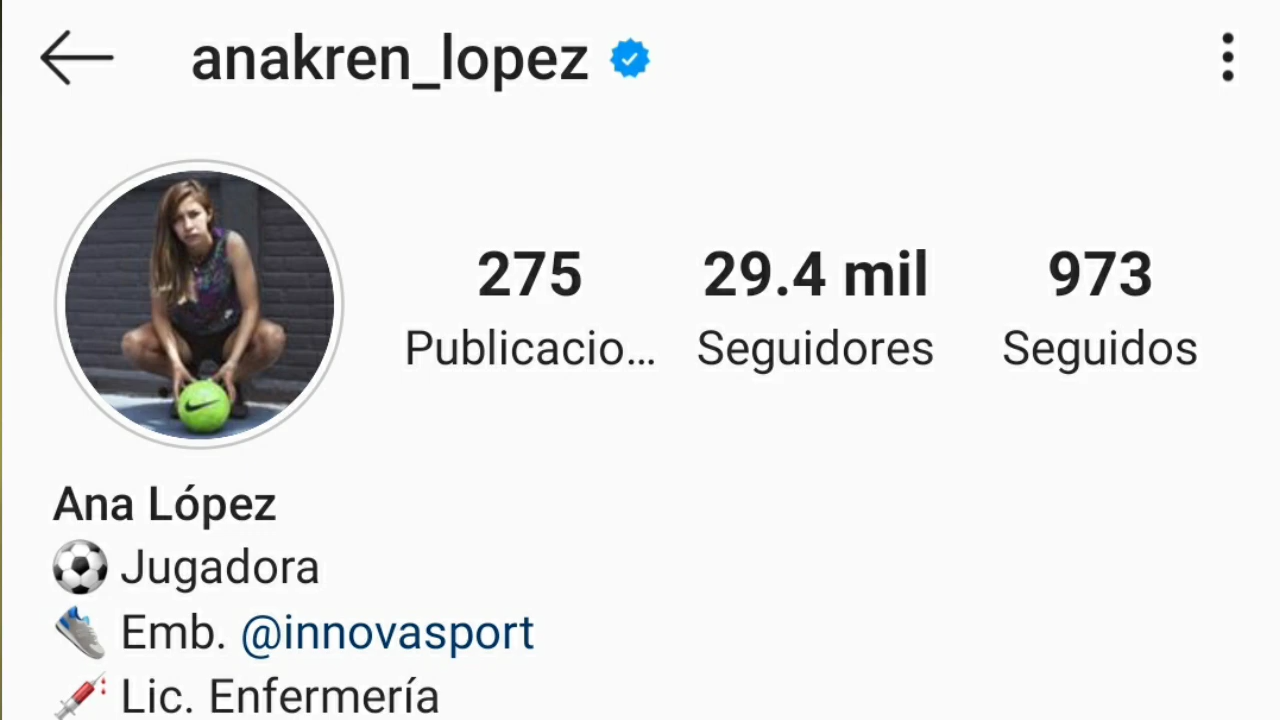 anakren_lopez
275 29.4 mil 973
Publicacio... Seguidores Seguidos
Ana López
Jugadora
Emb. @innovasport
Lic. Enfermería